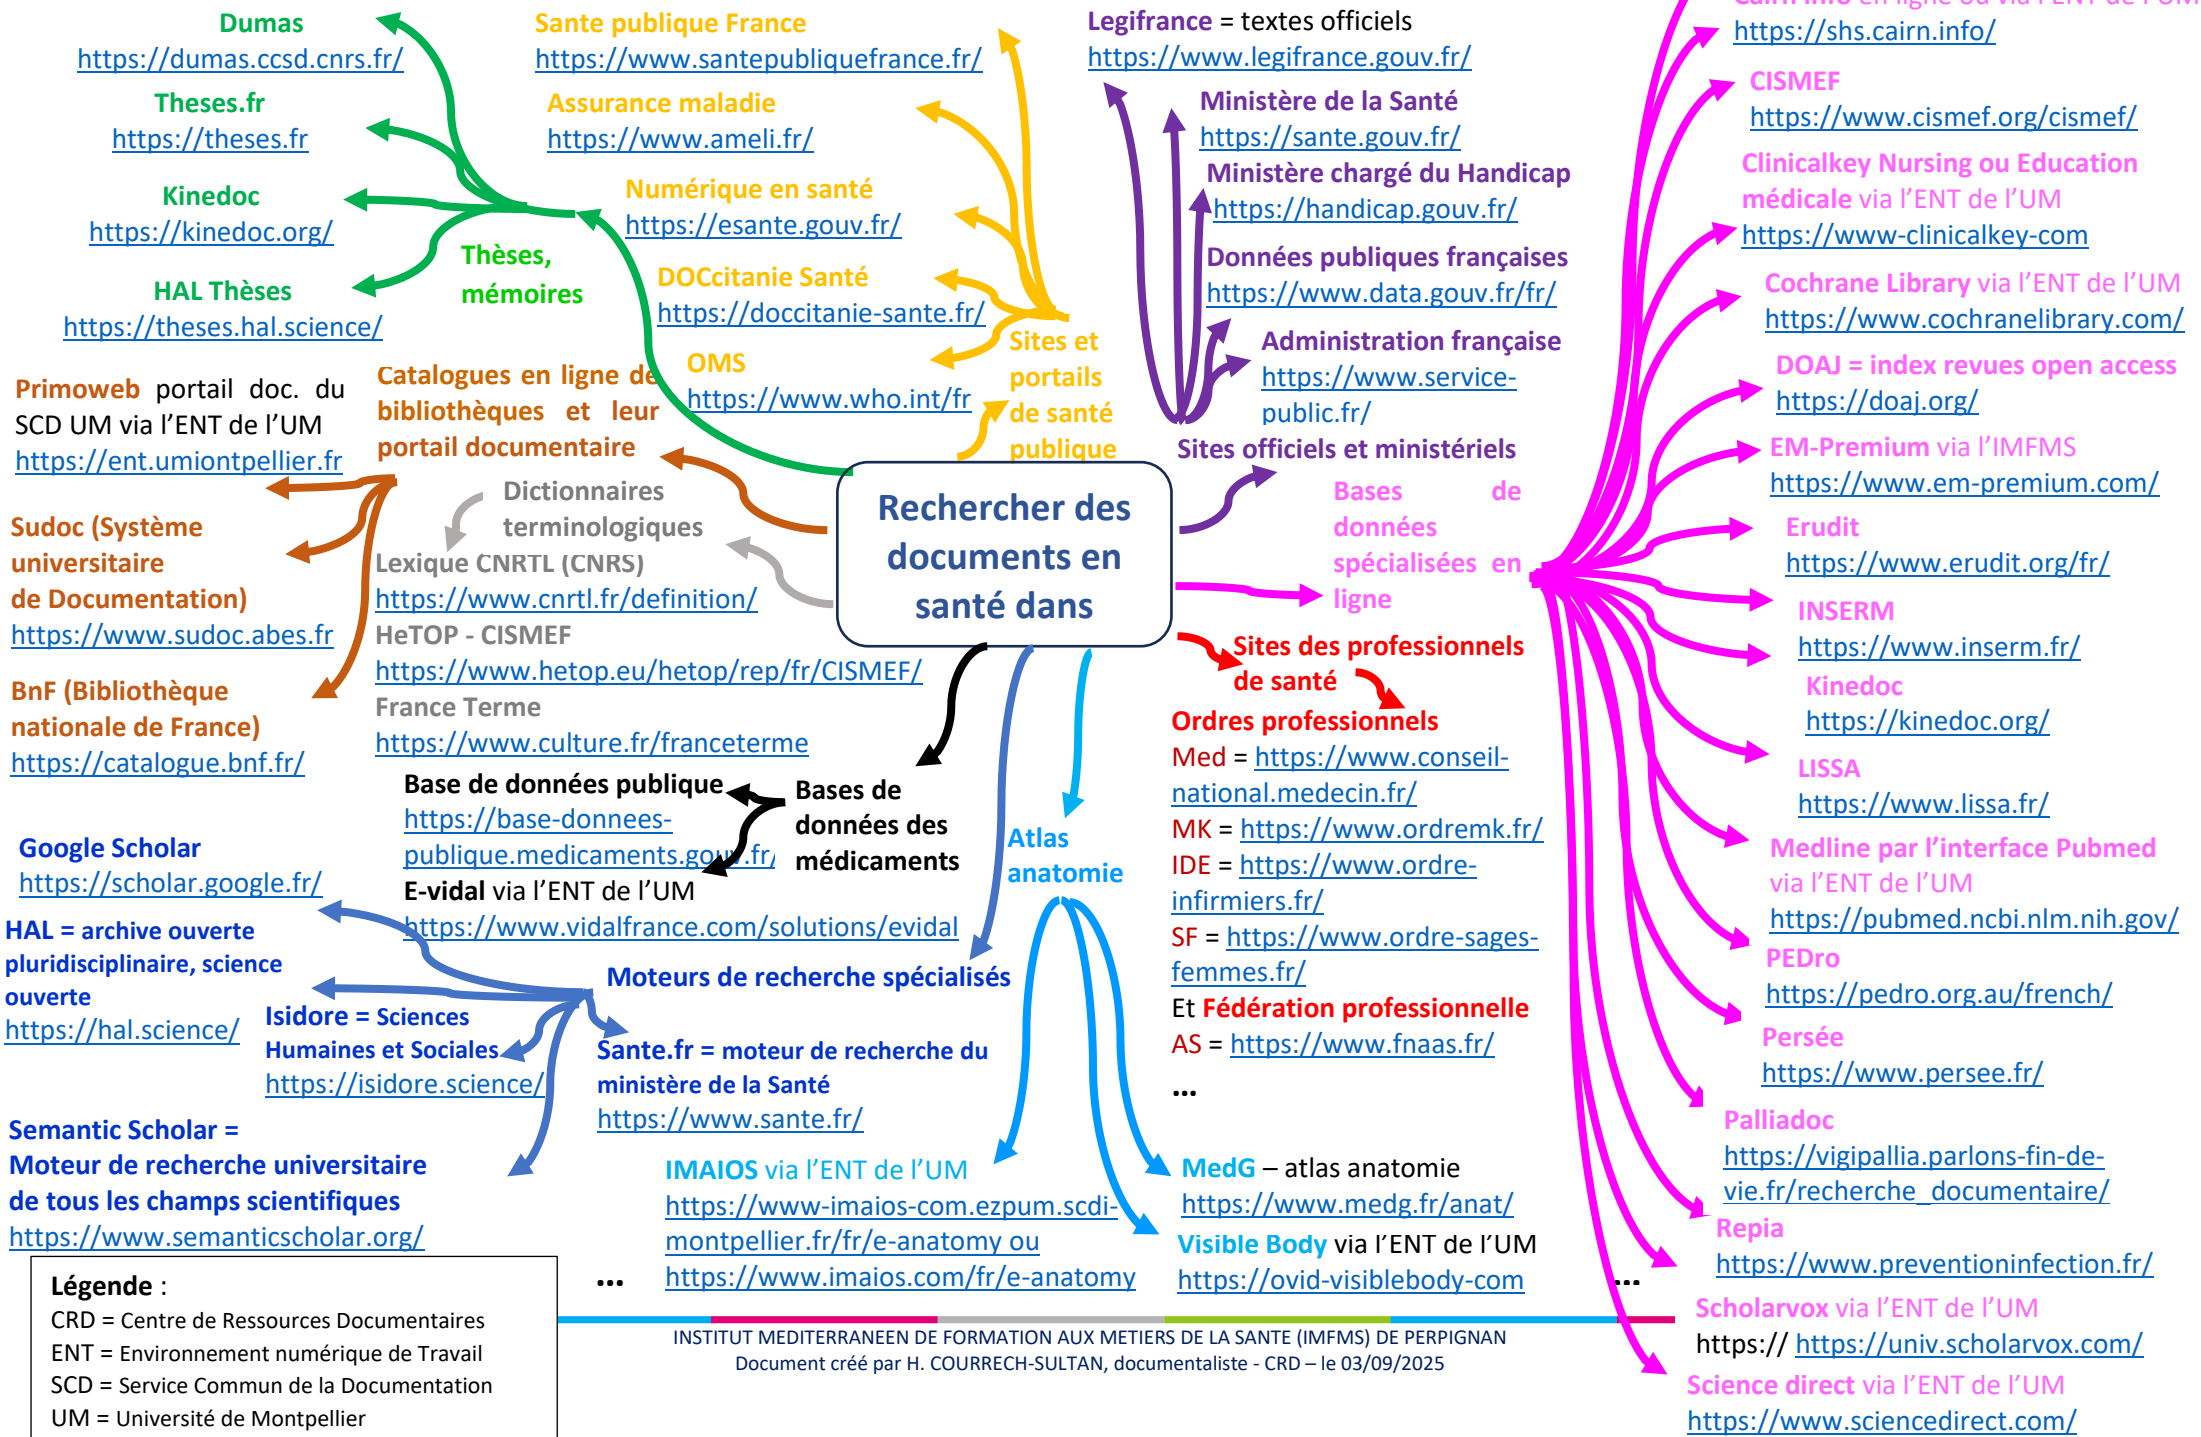 Dumas
https://dumas.ccsd.cnrs.fr/
Theses.fr
https://theses.fr
Kinedoc
https://kinedoc.org/
HAL Thèses
https://theses.hal.science/
Thèses,
mémoires
Sante publique France
https://www.santepubliquefrance.fr/
Assurance maladie
https://www.ameli.fr/
Numérique en santé
https://esante.gouv.fr/
DOCcitanie Santé
https://doccitanie-sante.fr/
OMS
https://www.who.int/fr
Sites et
portails
de santé
publique
Legifrance = textes officiels
https://www.legifrance.gouv.fr/
Ministère de la Santé
https://sante.gouv.fr/
Ministère chargé du Handicap
https://handicap.gouv.fr/
Données publiques françaises
https://www.data.gouv.fr/fr/
Administration française
https://www.service-
public.fr/
Sites officiels et ministériels
Cairn info en ligne ou via l'ENT de l'UM
https://shs.cairn.info/
CISMEF
https://www.cismef.org/cismef/
Clinicalkey Nursing ou Education
médicale via l'ENT de l'UM
https://www-clinicalkey-com
Cochrane Library via l'ENT de l'UM
https://www.cochranelibrary.com/
DOAJ = index revues open access
https://doaj.org/
EM-Premium via l'IMFMS
https://www.em-premium.com/
Erudit
https://www.erudit.org/fr/
INSERM
https://www.inserm.fr/
Kinedoc
https://kinedoc.org/
LISSA
https://www.lissa.fr/
Medline par l'interface Pubmed
via l'ENT de l'UM
https://pubmed.ncbi.nlm.nih.gov/
PEDro
https://pedro.org.au/french/
Persée
https://www.persee.fr/
Palliadoc
https://vigipallia.parlons-fin-de-
vie.fr/recherche_documentaire/
Repia
https://www.preventioninfection.fr/
...
Scholarvox via l'ENT de l'UM
https:// https://univ.scholarvox.com/
Science direct via l'ENT de l'UM
https://www.sciencedirect.com/
Bases de
données
spécialisées en
ligne
Primoweb portail doc. du
SCD UM via l'ENT de l'UM
https://ent.umiontpellier.fr
Catalogues en ligne de
bibliothèques et leur
portail documentaire
Sudoc (Système
universitaire
de Documentation)
https://www.sudoc.abes.fr
BnF (Bibliothèque
nationale de France)
https://catalogue.bnf.fr/
Dictionnaires
terminologiques
Lexique CNRTL (CNRS)
https://www.cnrtl.fr/definition/
HeTOP - CISMEF
https://www.hetop.eu/hetop/rep/fr/CISMEF/
France Terme
https://www.culture.fr/franceterme
Rechercher des
documents en
santé dans
Sites des professionnels
de santé
Ordres professionnels
Med = https://www.conseil-
national.medecin.fr/
MK = https://www.ordremk.fr/
IDE = https://www.ordre-
infirmiers.fr/
SF = https://www.ordre-sages-
femmes.fr/
Et Fédération professionnelle
AS = https://www.fnaas.fr/
...
Base de données publique
https://base-donnees-
publique.medicaments.gouv.fr/
E-vidal via l'ENT de l'UM
https://www.vidalfrance.com/solutions/evidal
Bases de
données des
médicaments
Atlas
anatomie
Google Scholar
https://scholar.google.fr/
HAL = archive ouverte
pluridisciplinaire, science
ouverte
https://hal.science/
Isidore = Sciences
Humaines et Sociales
https://isidore.science/
Moteurs de recherche spécialisés
Sante.fr = moteur de recherche du
ministère de la Santé
https://www.sante.fr/
Semantic Scholar =
Moteur de recherche universitaire
de tous les champs scientifiques
https://www.semanticscholar.org/
...
IMAIOS via l'ENT de l'UM
https://www-imaios-com.ezpum.scdi-
montpellier.fr/fr/e-anatomy ou
https://www.imaios.com/fr/e-anatomy
MedG – atlas anatomie
https://www.medg.fr/anat/
Visible Body via l'ENT de l'UM
https://ovid-visiblebody-com
Légende :
CRD = Centre de Ressources Documentaires
ENT = Environnement numérique de Travail
SCD = Service Commun de la Documentation
UM = Université de Montpellier
INSTITUT MEDITERRANEEN DE FORMATION AUX METIERS DE LA SANTE (IMFMS) DE PERPIGNAN
Document créé par H. COURRECH-SULTAN, documentaliste - CRD – le 03/09/2025